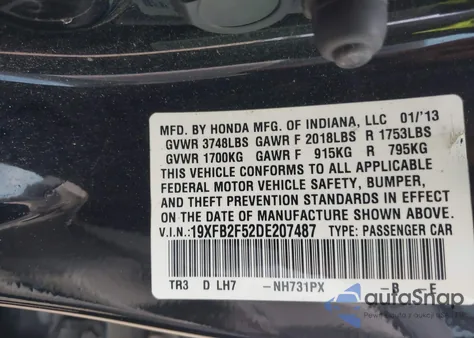 MFD. BY HONDA MFG. OF INDIANA, LLC 01/'13
GVWR 3748LBS GAWR F 2018LBS R 1753LBS
GVWR 1700KG GAWR F 915KG R 795KG
THIS VEHICLE CONFORMS TO ALL APPLICABLE
FEDERAL MOTOR VEHICLE SAFETY, BUMPER,
AND THEFT PREVENTION STANDARDS IN EFFECT
ON THE DATE OF MANUFACTURE SHOWN ABOVE.
V.I.N:19XFB2F52DE207487 TYPE: PASSENGER CAR
TR3 D LH7 -NH731PX -B- E
autoSnap